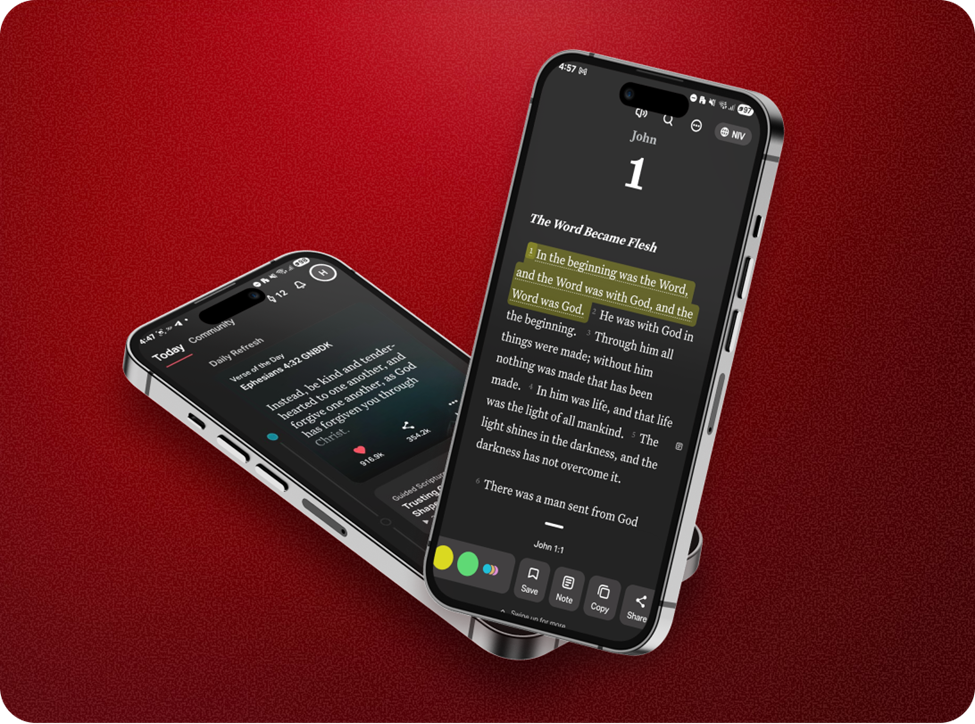 4:47
12
H
Today
Community
Daily Refresh
Verse of the Day
Ephesians 4:32 GNBDK
Instead, be kind and tender-
hearted to one another, and
forgive one another, as God
has forgiven you through
Christ.
916.9k
354.2k
Guided Scripture
Trusting
Shape
4:57
97
NIV
John
1
The Word Became Flesh
1 In the beginning was the Word,
and the Word was with God, and the
Word was God. 2 He was with God in
the beginning. 3 Through him all
things were made; without him
nothing was made that has been
made. 4 In him was life, and that life
was the light of all mankind. 5 The
light shines in the darkness, and the
darkness has not overcome it.
6 There was a man sent from God
John 1:1
Save
Note
Copy
Share
Swipe up for more